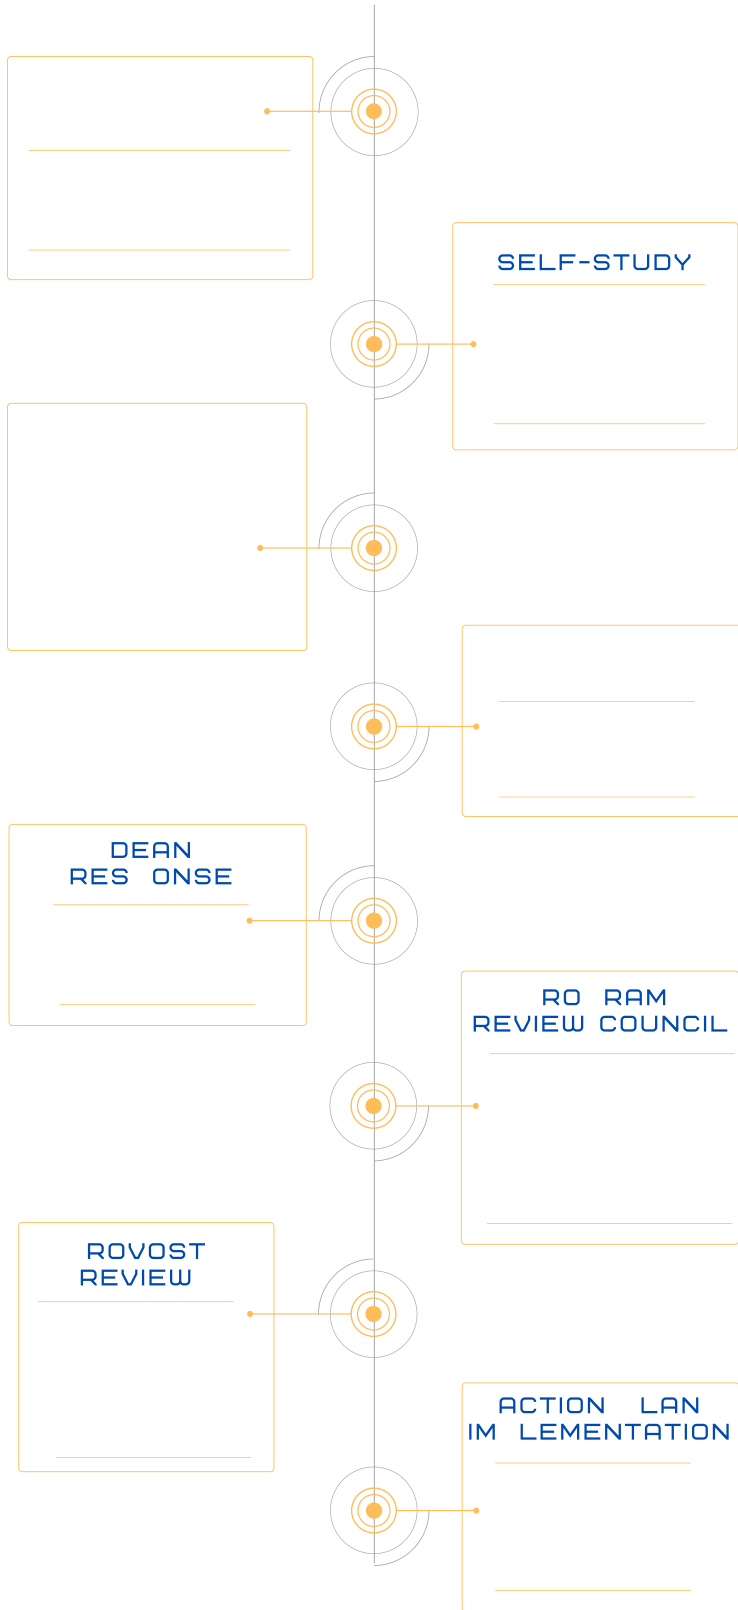 SELF-STUDY
DEAN
RES ONSE
RO RAM
REVIEW COUNCIL
ROVOST
REVIEW
ACTION LAN
IM LEMENTATION